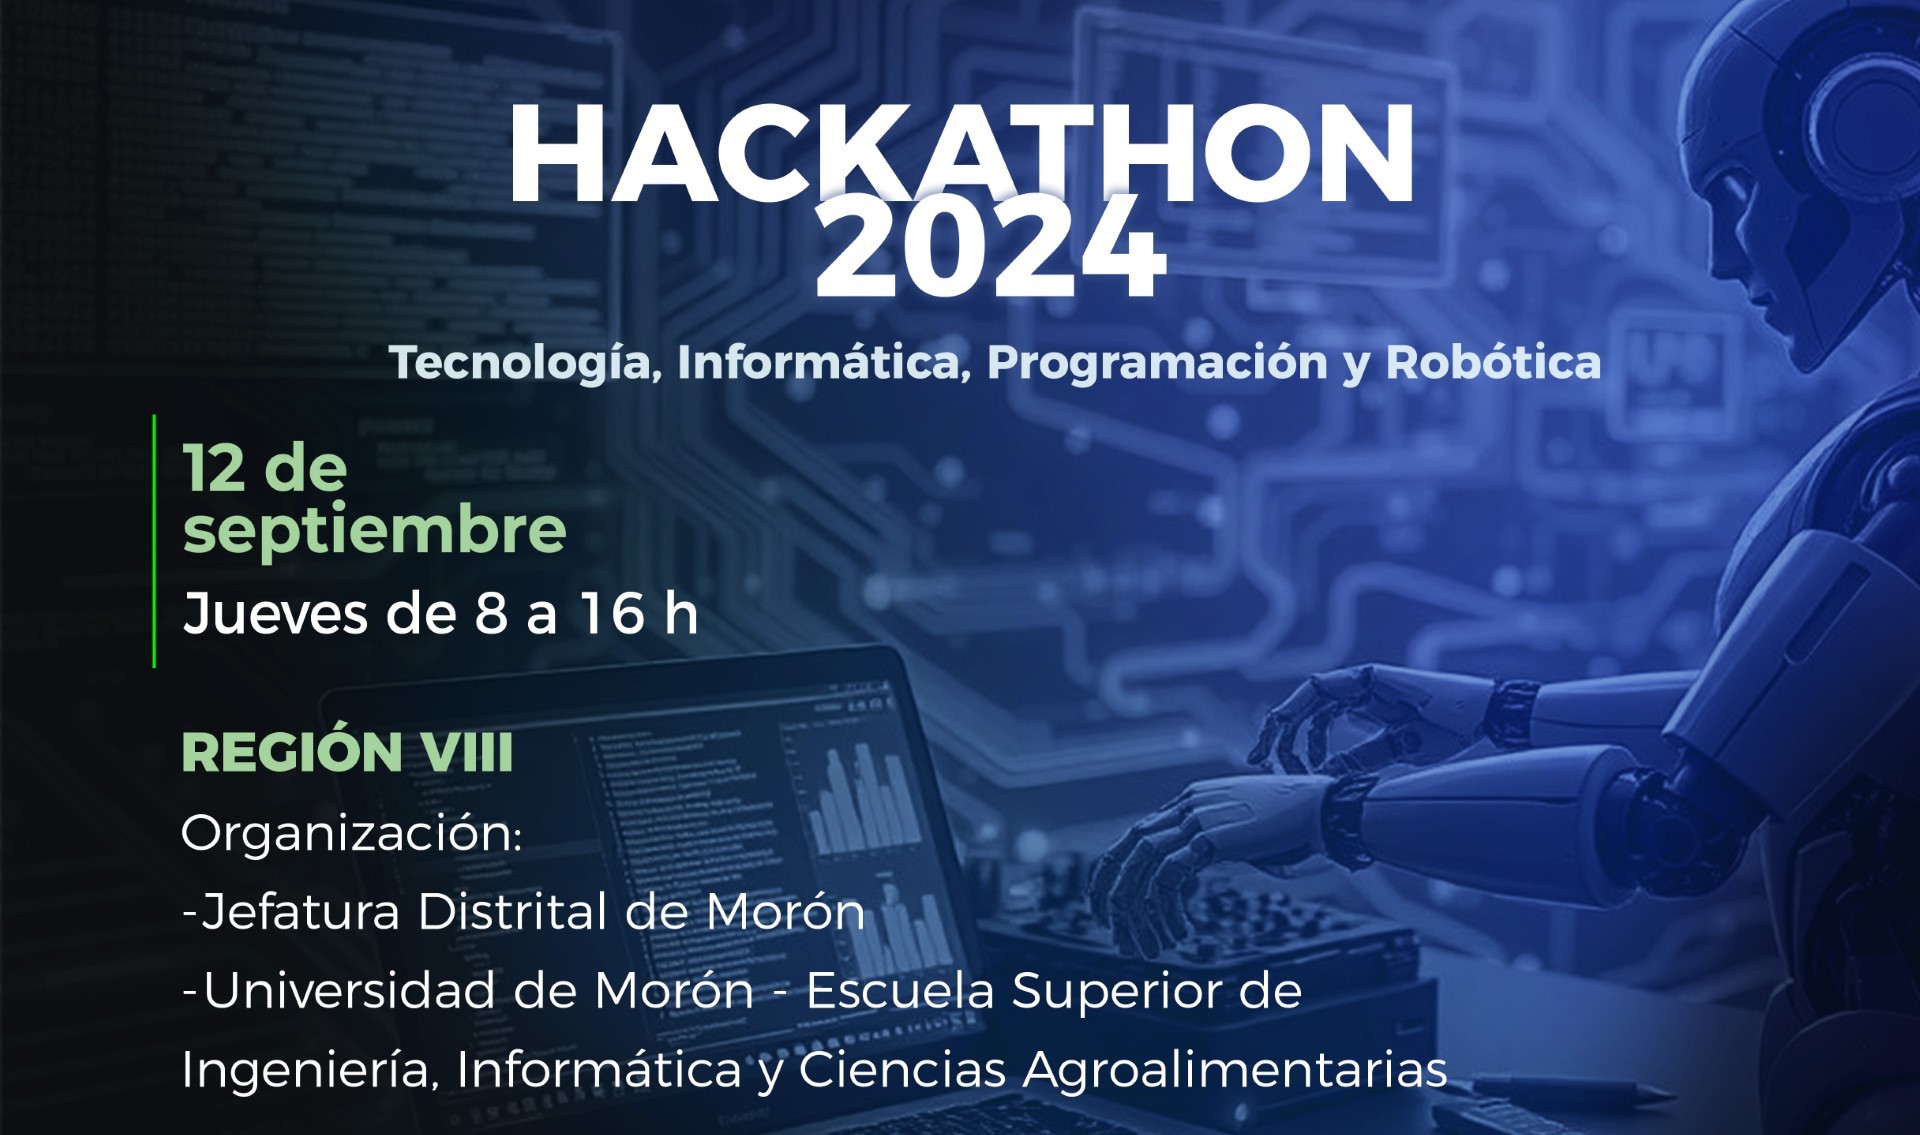 HACKATHON
2024
Tecnología, Informática, Programación y Robótica
12 de
septiembre
Jueves de 8 a 16 h
REGIÓN VIII
Organización:
-Jefatura Distrital de Morón
-Universidad de Morón - Escuela Superior de
Ingeniería, Informática y Ciencias Agroalimentarias